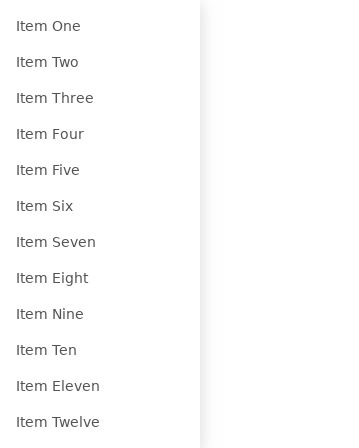 Item One
Item Two
Item Three
Item Four
Item Five
Item Six
Item Seven
Item Eight
Item Nine
Item Ten
Item Eleven
Item Twelve